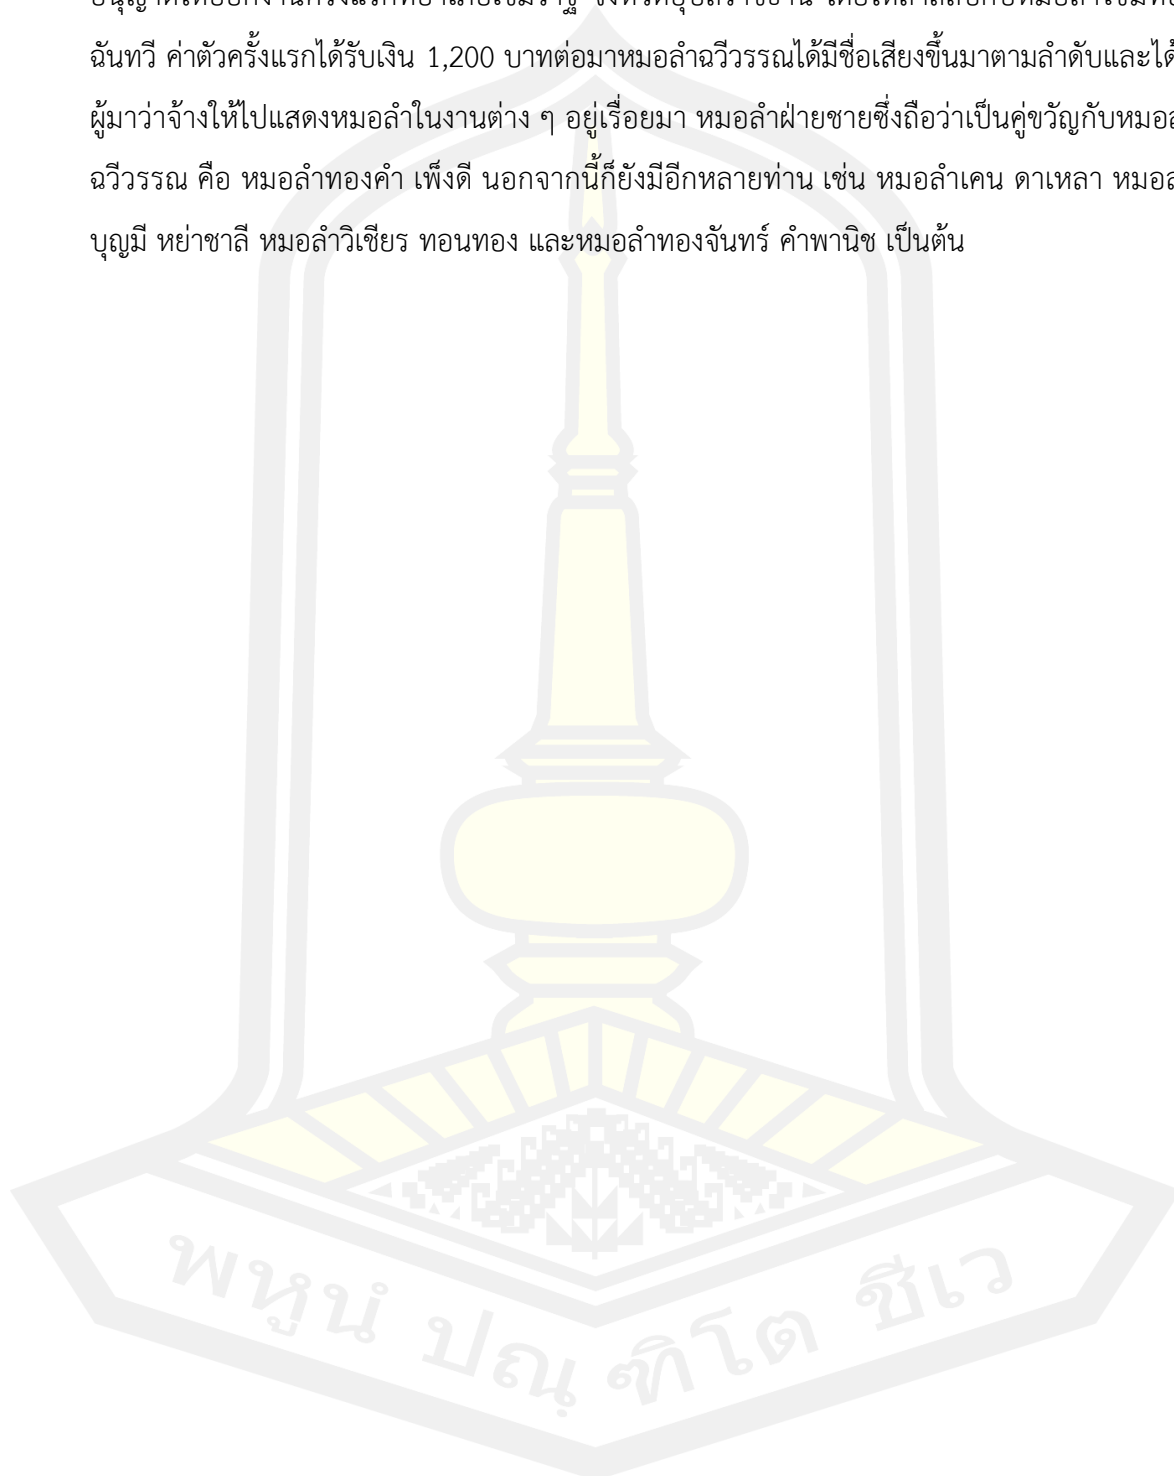 ฉันทวี ค่าตัวครั้งแรกได้รับเงิน 1,200 บาทต่อมาหมอลำฉวีวรรณได้มีชื่อเสียงขึ้นมาตามลำดับและได้
ผู้มาว่าจ้างให้ไปแสดงหมอลำในงานต่าง ๆ อยู่เรื่อยมา หมอลำฝ่ายชายซึ่งถือว่าเป็นคู่ขวัญกับหมอล
ฉวีวรรณ คือ หมอลำทองคำ เพ็งดี นอกจากนี้ก็ยังมีอีกหลายท่าน เช่น หมอลำเคน ดาเหลา หมอล
บุญมี หย่าชาลี หมอลำวิเชียร ทอนทอง และหมอลำทองจันทร์ คำพานิช เป็นต้น
พหูนํ ปณฺฑิโต ชีเว